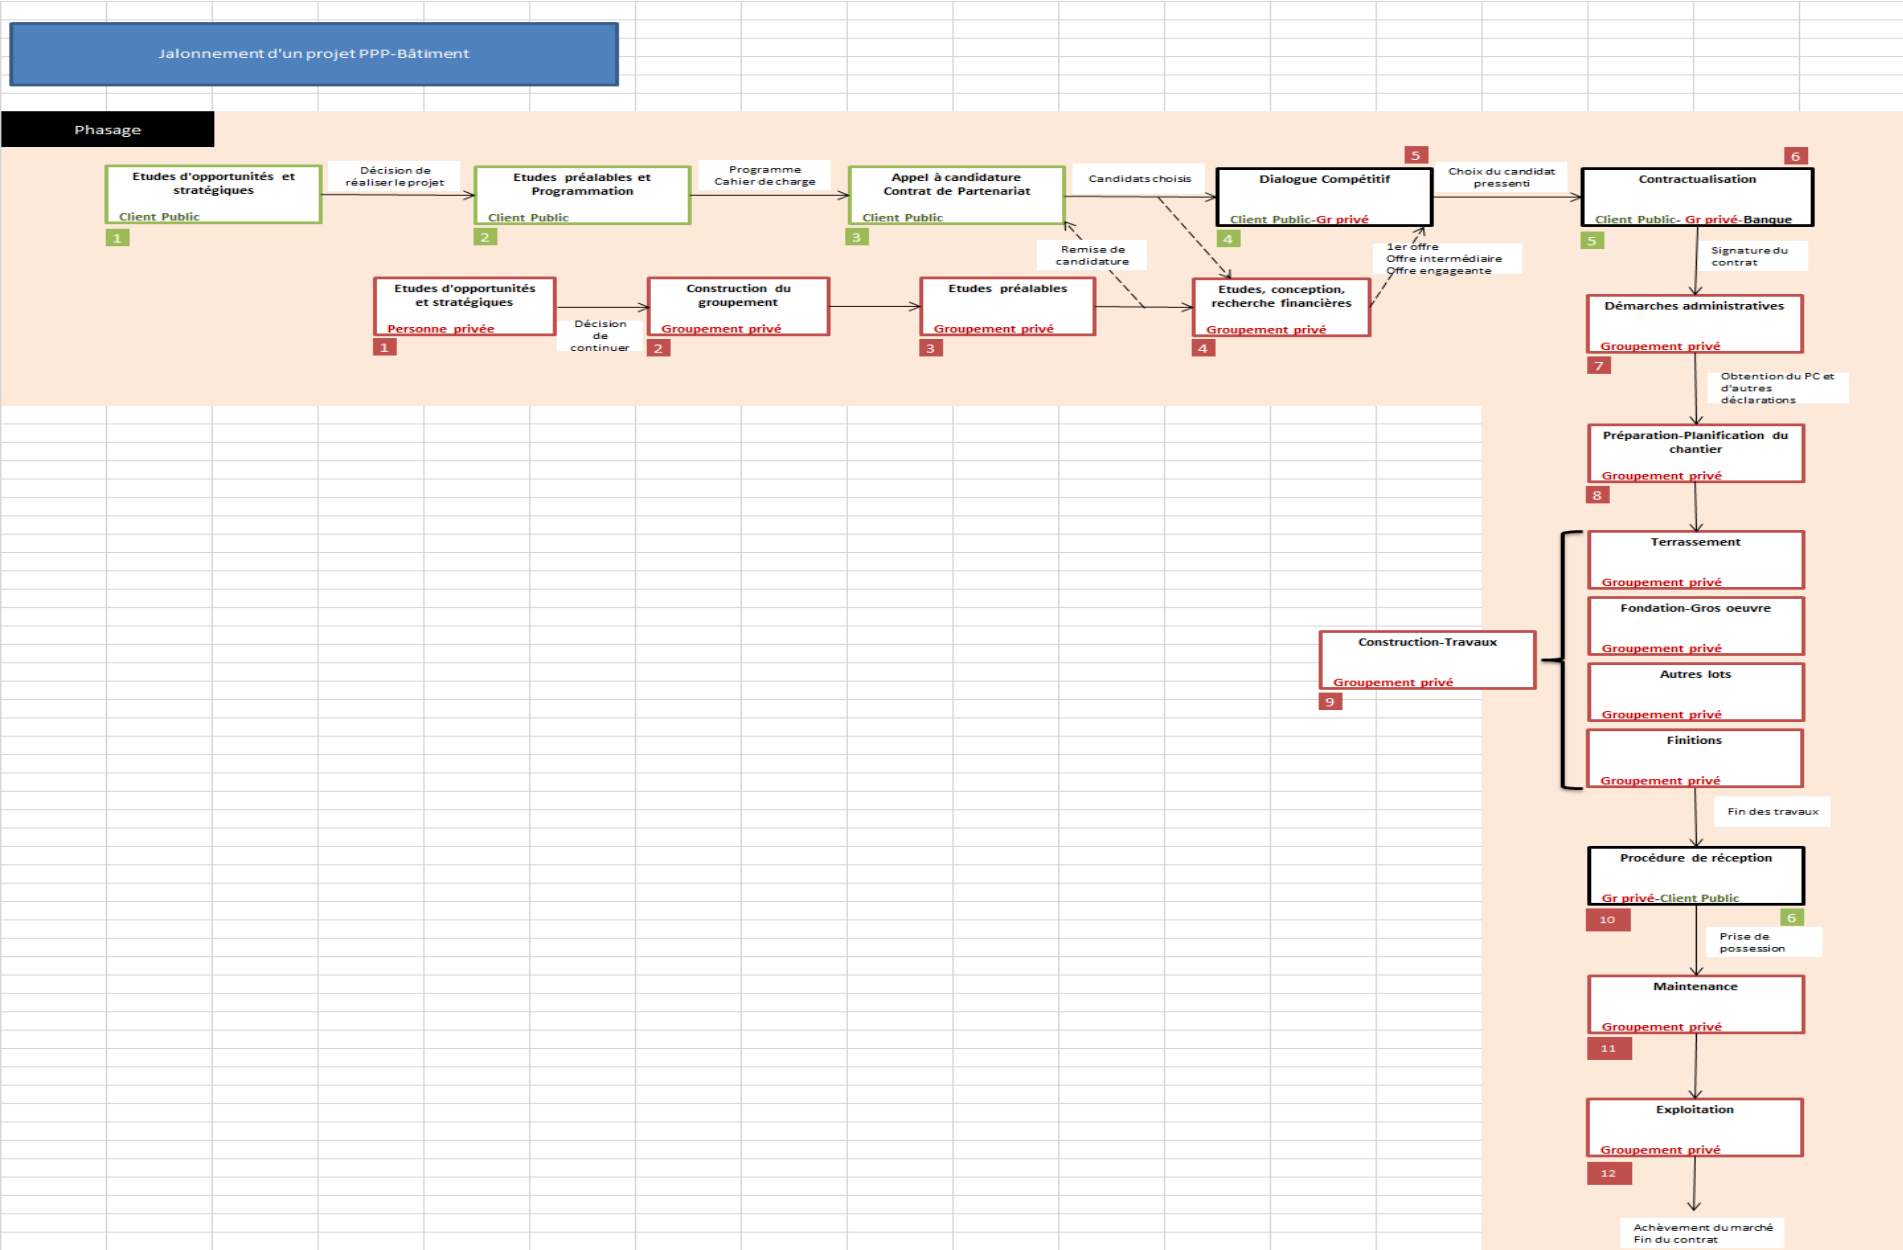 Jalonnement d'un projet PPP-Bâtiment
Phasage
Etudes d'opportunités et
stratégiques
Client Public
1
Décision de
réaliser le projet
Etudes préalables et
Programmation
Client Public
2
Programme
Cahier de charge
Appel à candidature
Contrat de Partenariat
Client Public
3
Candidats choisis
5
Dialogue Compétitif
Client Public-Gr privé
4
Choix du candidat
pressenti
6
Contractualisation
Client Public- Gr privé-Banque
5
Remise de
candidature
1er offre
Offre intermédiaire
Offre engageante
Signature du
contrat
Etudes d'opportunités
et stratégiques
Personne privée
1
Décision
de
continuer
Construction du
groupement
Groupement privé
2
Etudes préalables
Groupement privé
3
Etudes, conception,
recherche financières
Groupement privé
4
Démarches administratives
Groupement privé
7
Obtention du PC et
d'autres
déclarations
Préparation-Planification du
chantier
Groupement privé
8
Terrassement
Groupement privé
Fondation-Gros oeuvre
Groupement privé
Construction-Travaux
Groupement privé
9
Autres lots
Groupement privé
Finitions
Groupement privé
Fin des travaux
Procédure de réception
Gr privé-Client Public
10
6
Prise de
possession
Maintenance
Groupement privé
11
Exploitation
Groupement privé
12
Achèvement du marché
Fin du contrat